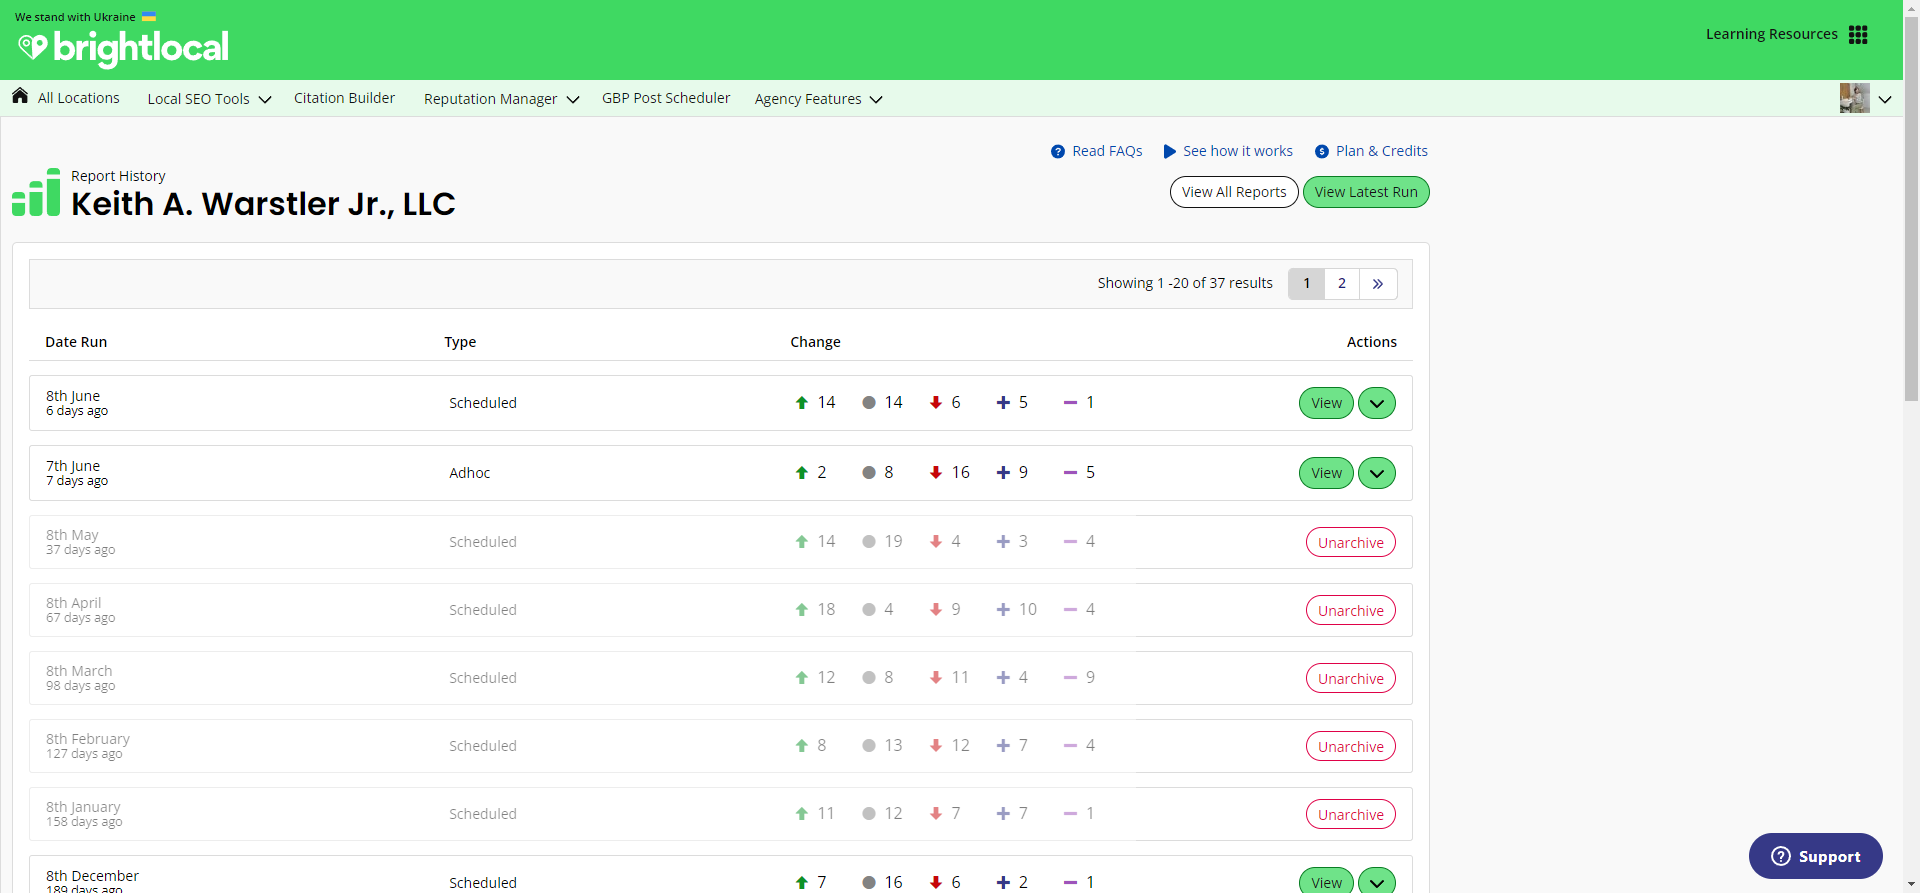 We stand with Ukraine
brightlocal
Learning Resources
All Locations
Local SEO Tools
Citation Builder
Reputation Manager
GBP Post Scheduler
Agency Features
Read FAQs
See how it works
Plan & Credits
Report History
Keith A. Warstler Jr., LLC
View All Reports
View Latest Run
Showing 1 -20 of 37 results
1
2
»
Date Run Type Change Actions
8th June
6 days ago
Scheduled
14 14 6 5 1
View
7th June
7 days ago
Adhoc
2 8 16 9 5
View
8th May
37 days ago
Scheduled
14 19 4 3 4
Unarchive
8th April
67 days ago
Scheduled
18 4 9 10 4
Unarchive
8th March
98 days ago
Scheduled
12 8 11 4 9
Unarchive
8th February
127 days ago
Scheduled
8 13 12 7 4
Unarchive
8th January
158 days ago
Scheduled
11 12 7 7 1
Unarchive
8th December
189 days ago
Scheduled
7 16 6 2 1
View
Support